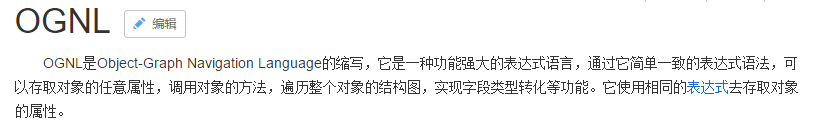 OGNL 编辑
OGNL是Object-Graph Navigation Language的缩写，它是一种功能强大的表达式语言，通过它简单一致的表达式语法，可
以存取对象的任意属性，调用对象的方法，遍历整个对象的结构图，实现字段类型转化等功能。它使用相同的表达式去存取对象
的属性。